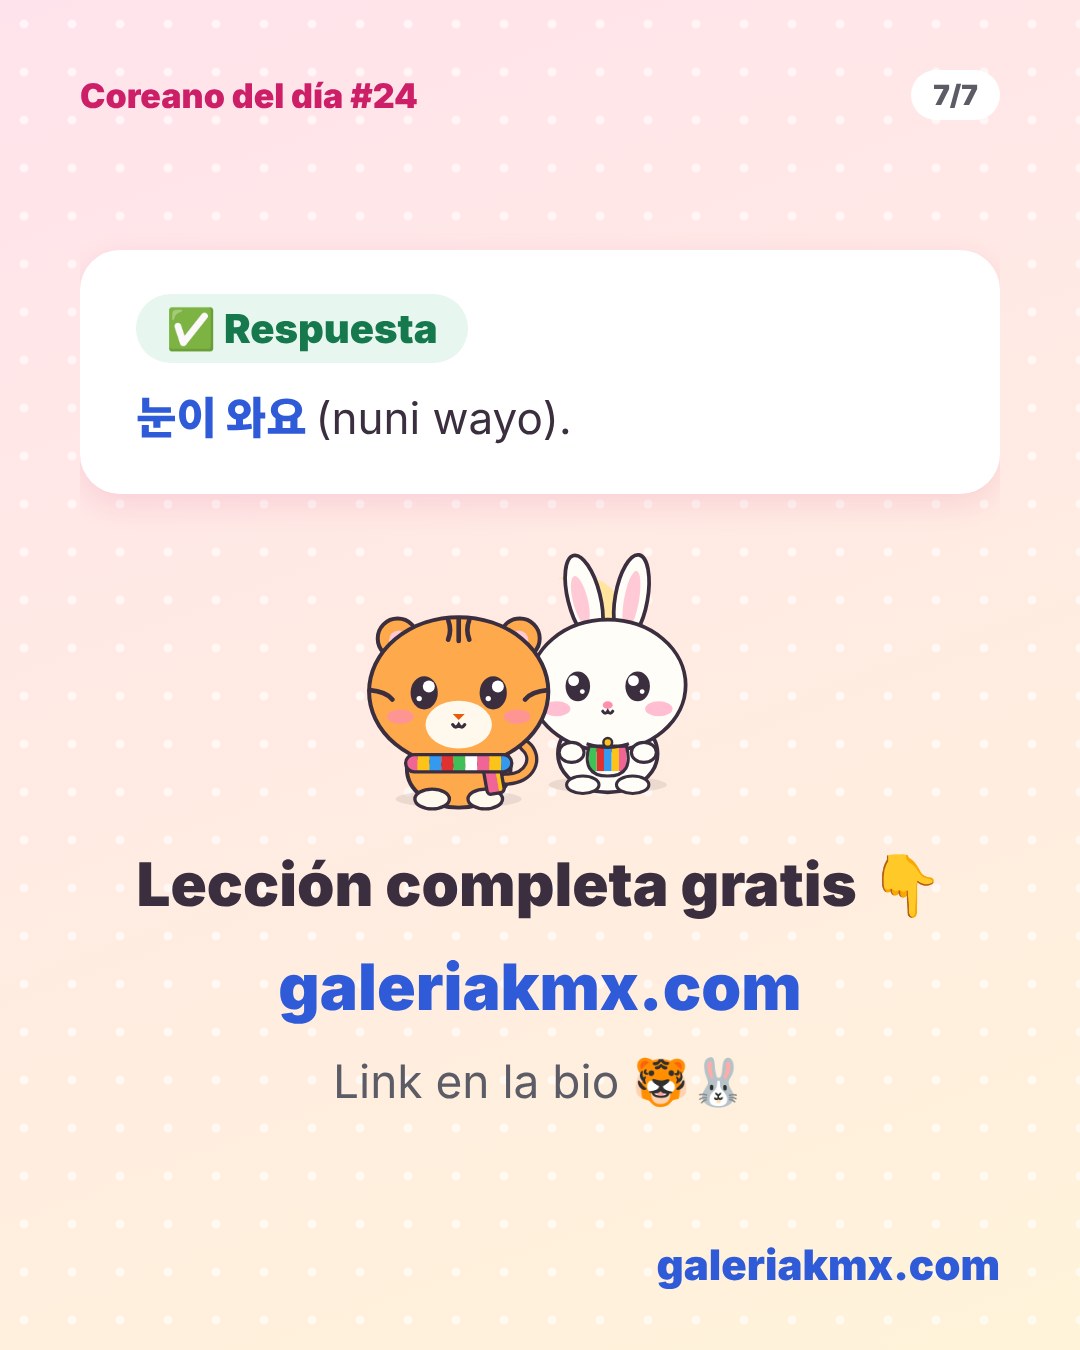 Coreano del día #24
7/7
✅ Respuesta
눈이 와요 (nuni wayo).
Lección completa gratis 👇
galeriakmx.com
Link en la bio 🐯🐰
galeriakmx.com